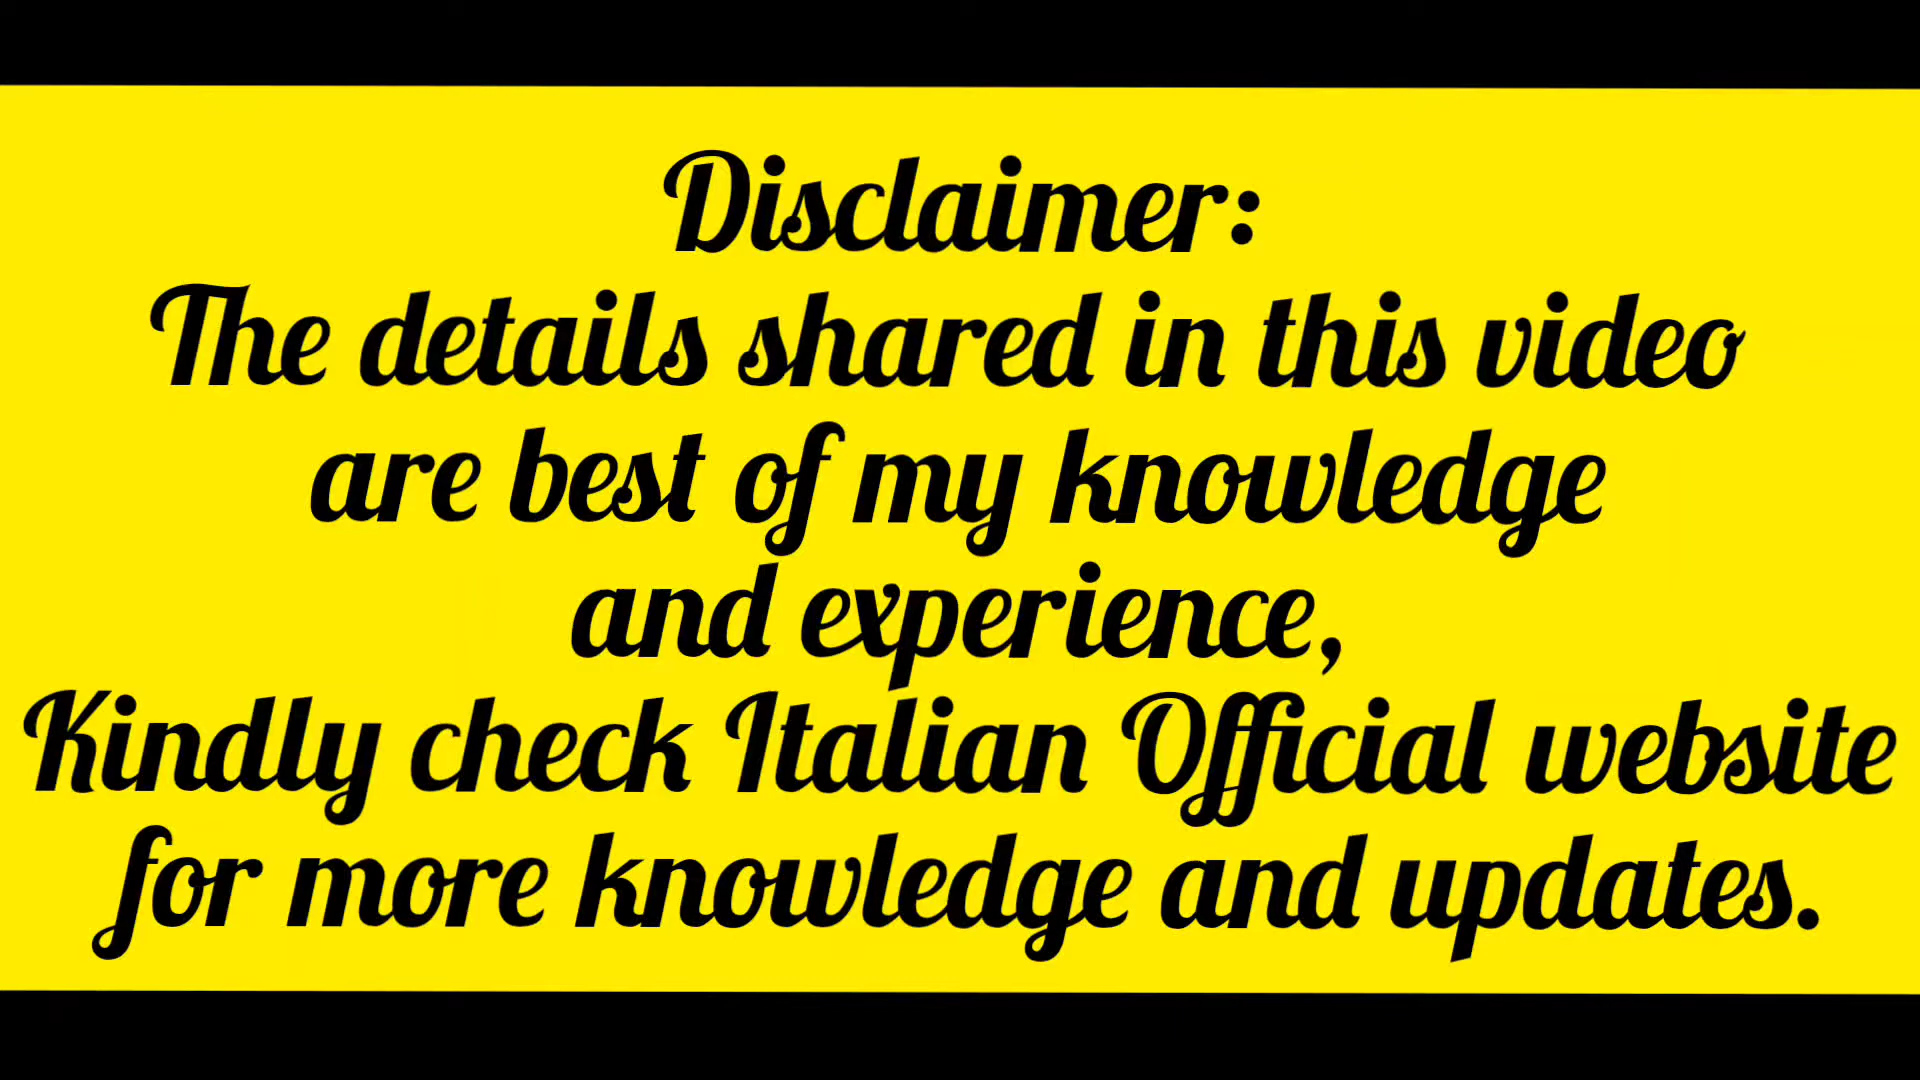 Disclaimer:
The details shared in this video
are best of my knowledge
and experience,
Kindly check Italian Official website
for more knowledge and updates.